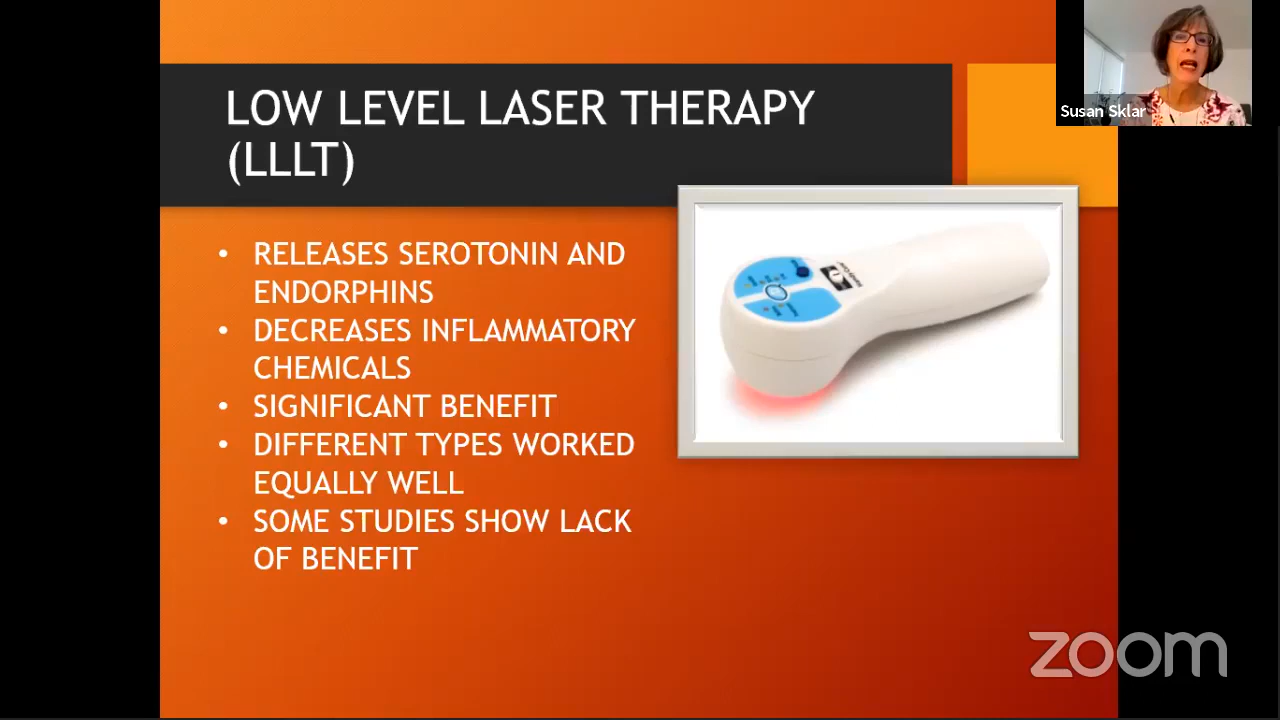 LOW LEVEL LASER THERAPY
(LLLT)
Susan Sklar
• RELEASES SEROTONIN AND
ENDORPHINS
• DECREASES INFLAMMATORY
CHEMICALS
• SIGNIFICANT BENEFIT
• DIFFERENT TYPES WORKED
EQUALLY WELL
• SOME STUDIES SHOW LACK
OF BENEFIT
zoom